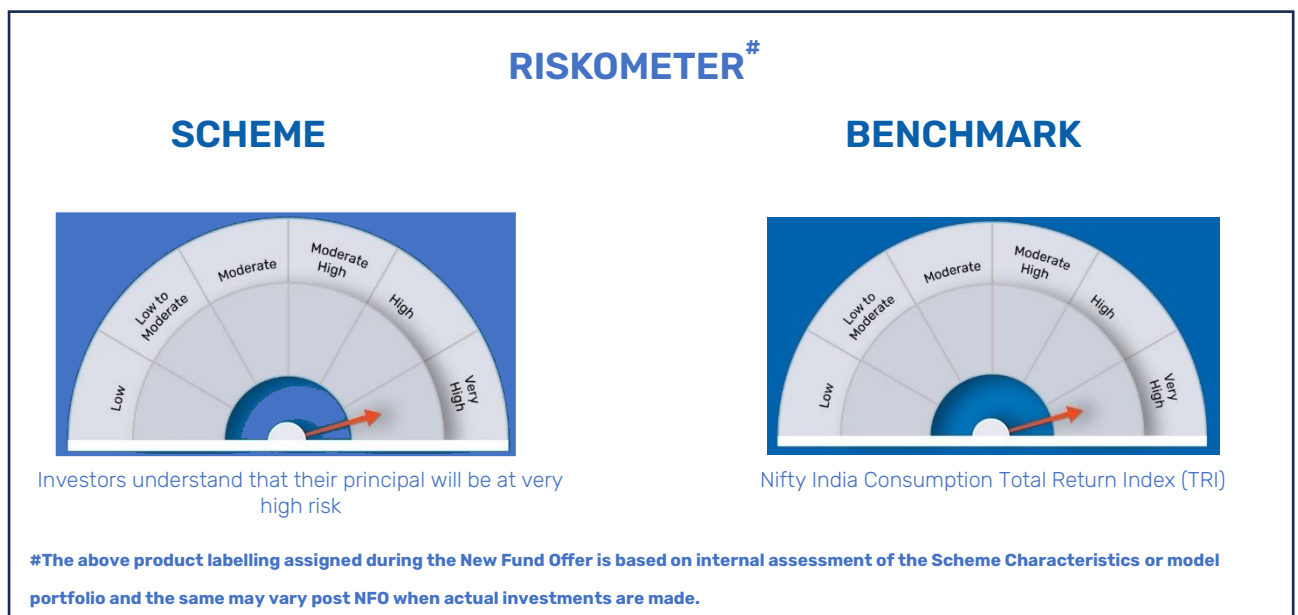 RISKOMETER#
SCHEME
BENCHMARK
Low
Low to
Moderate
Moderate
Moderate
High
High
Very
High
Investors understand that their principal will be at very
high risk
Low
Low to
Moderate
Moderate
Moderate
High
High
Very
High
Nifty India Consumption Total Return Index (TRI)
#The above product labelling assigned during the New Fund Offer is based on internal assessment of the Scheme Characteristics or model
portfolio and the same may vary post NFO when actual investments are made.